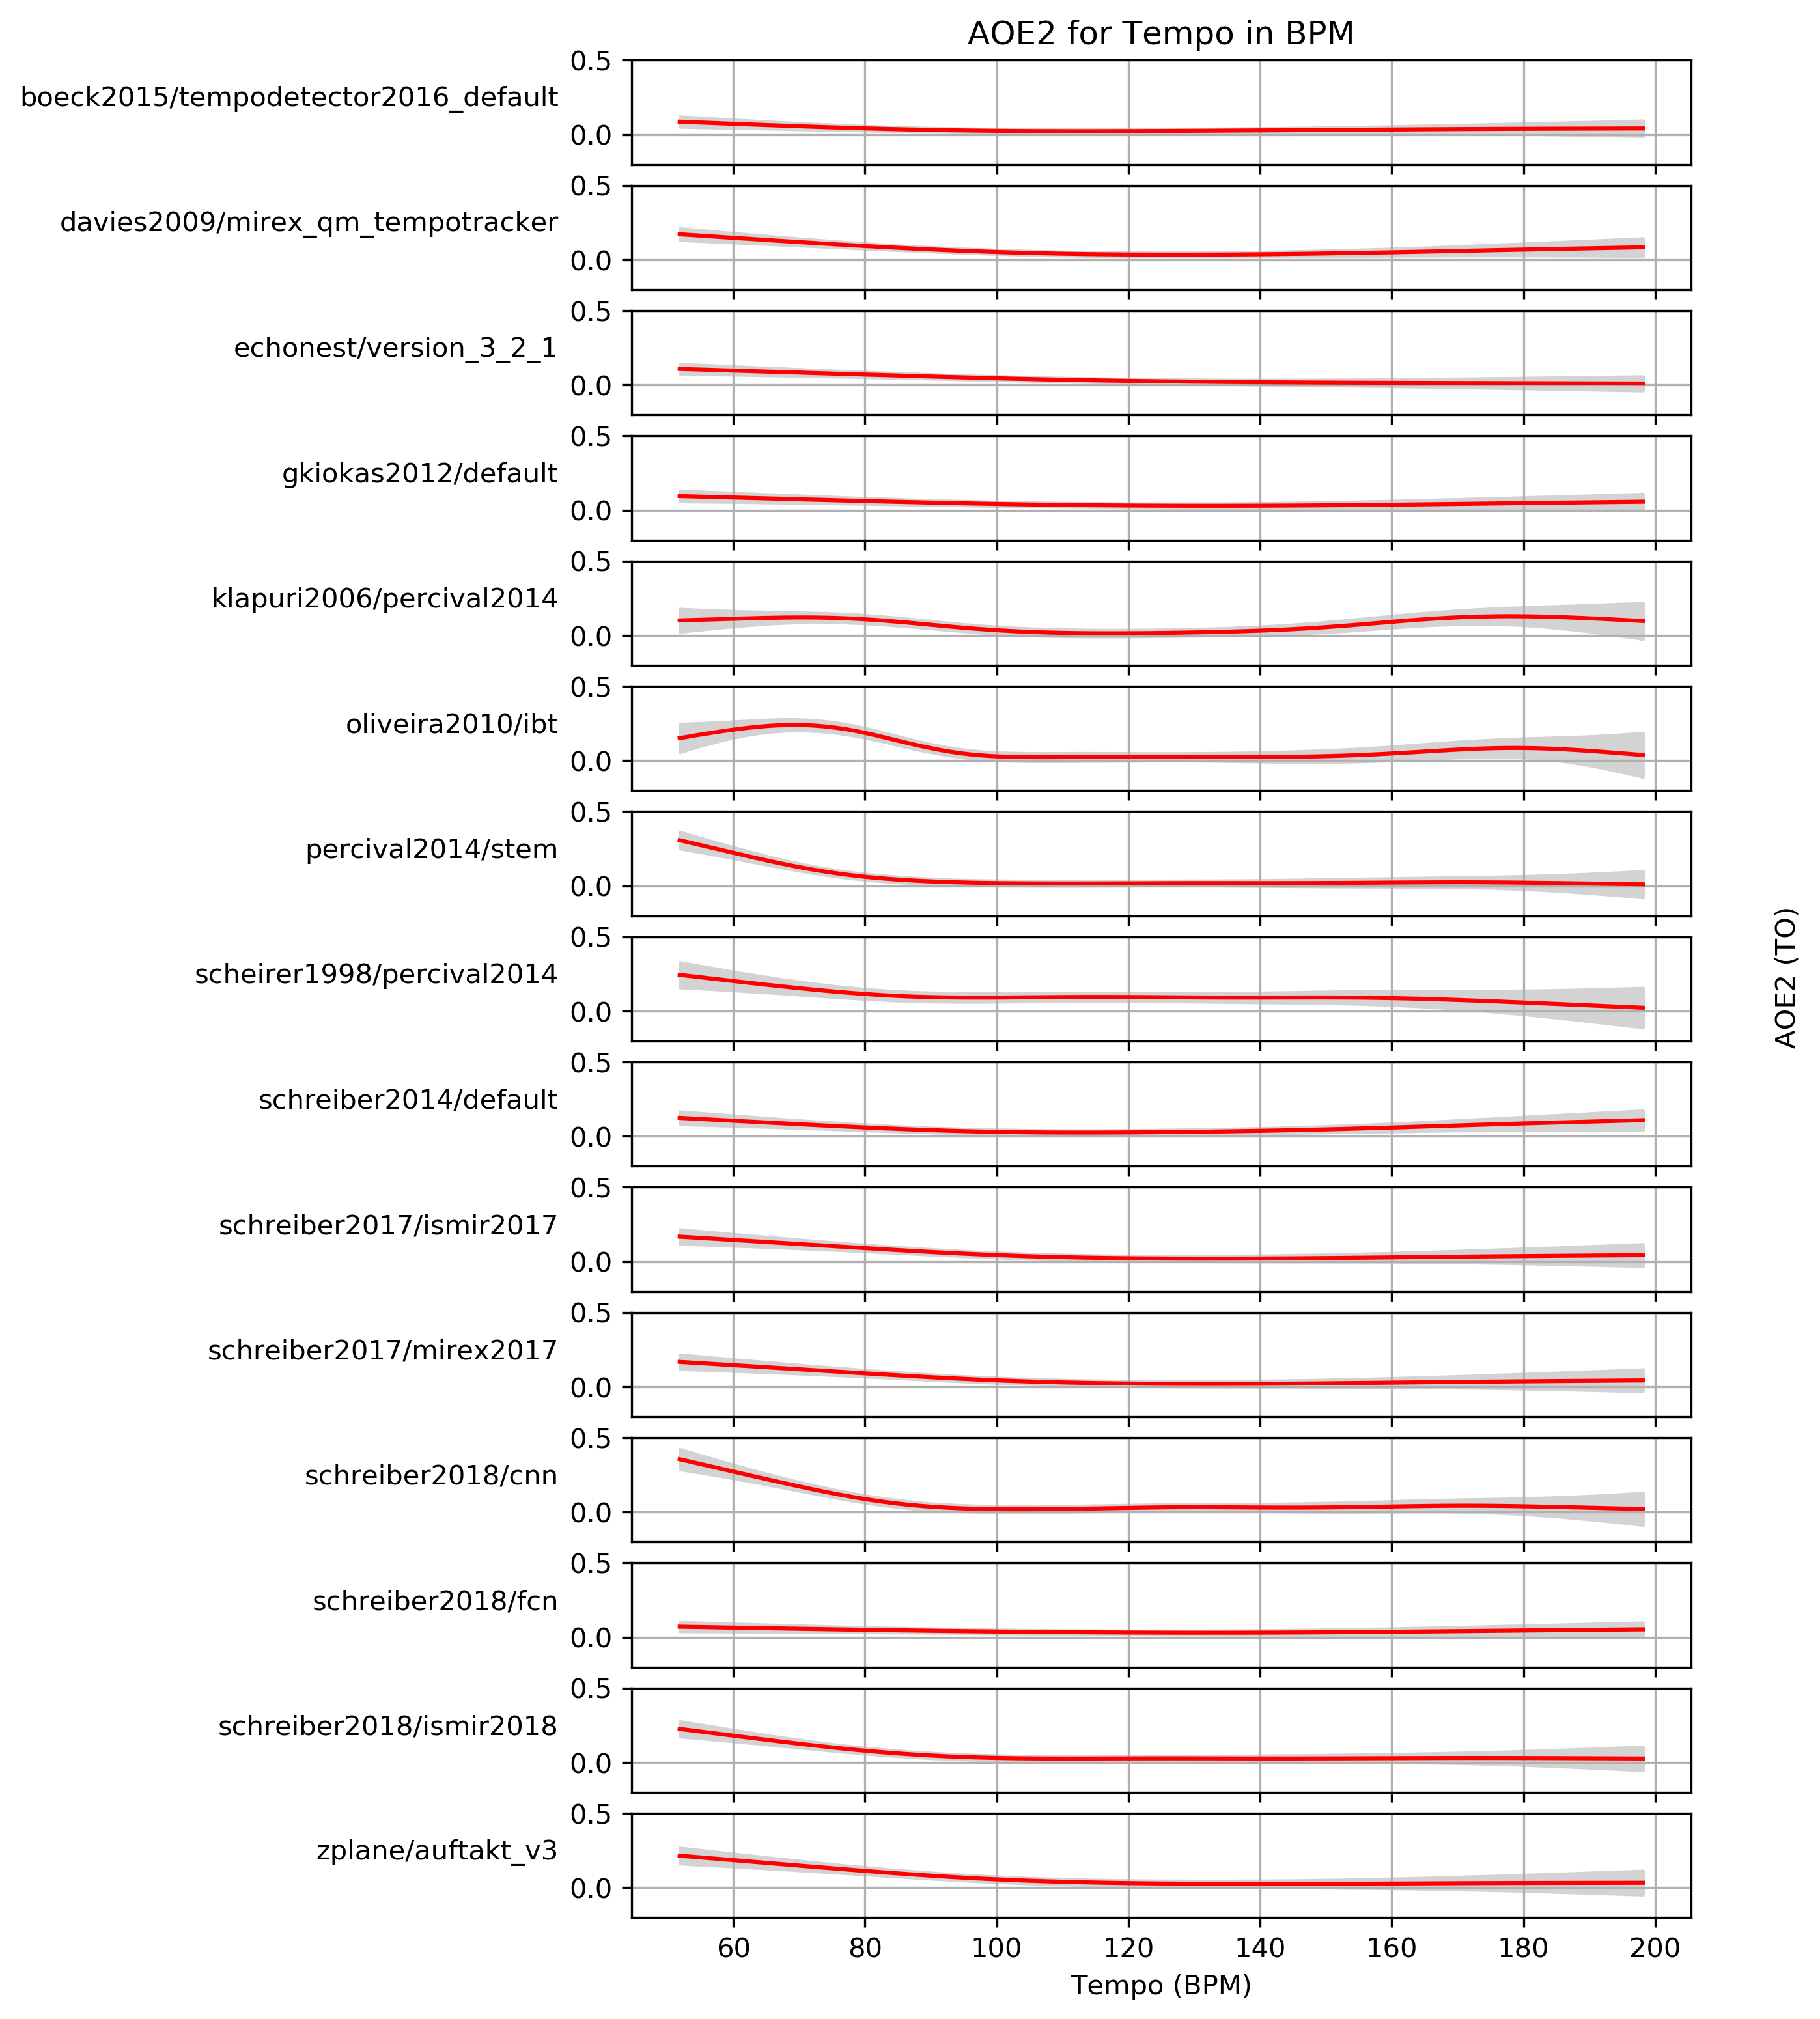 AOE2 for Tempo in BPM
0.5
boeck2015/tempodetector2016_default
0.0
0.5
davies2009/mirex_qm_tempotracker
0.0
0.5
echonest/version_3_2_1
0.0
0.5
gkiokas2012/default
0.0
0.5
klapuri2006/percival2014
0.0
0.5
oliveira2010/ibt
0.0
0.5
percival2014/stem
0.0
0.5
scheirer1998/percival2014
0.0
AOE2 (TO)
0.5
schreiber2014/default
0.0
0.5
schreiber2017/ismir2017
0.0
0.5
schreiber2017/mirex2017
0.0
0.5
schreiber2018/cnn
0.0
0.5
schreiber2018/fcn
0.0
0.5
schreiber2018/ismir2018
0.0
0.5
zplane/auftakt_v3
0.0
60 80 100 120 140 160 180 200
Tempo (BPM)